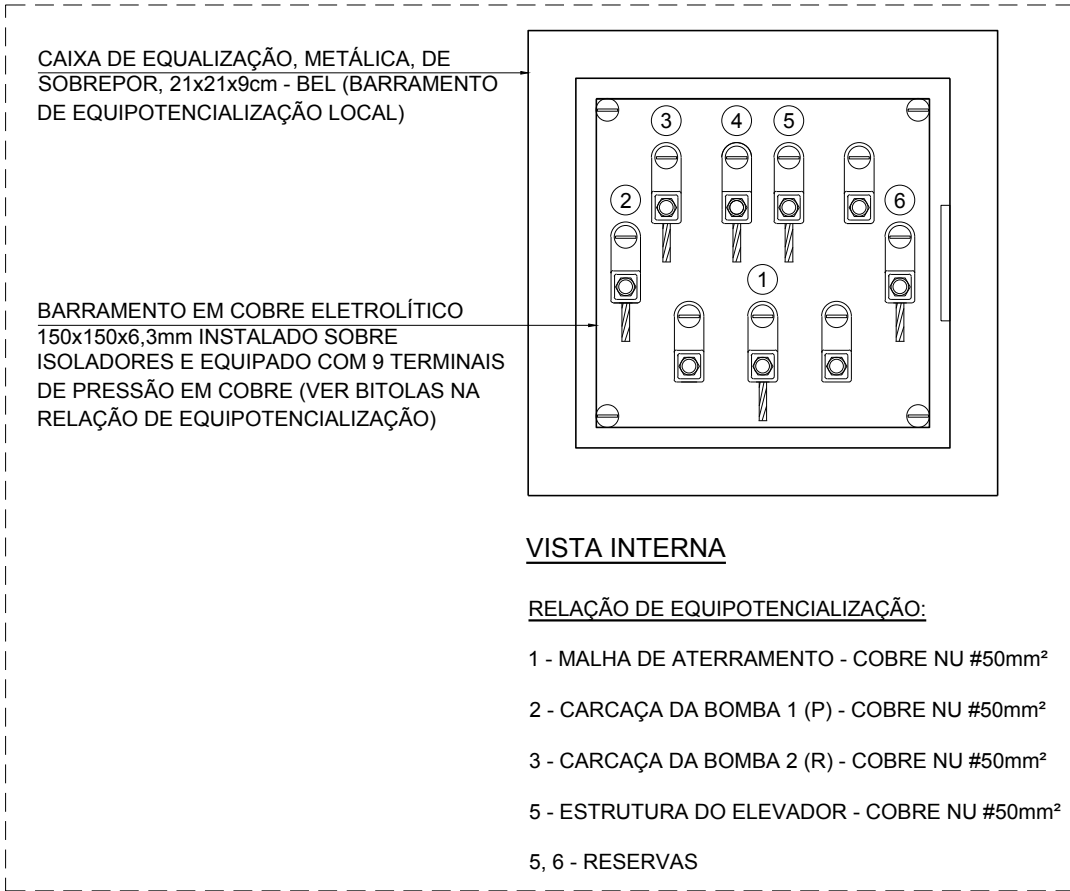 CAIXA DE EQUALIZAÇÃO, METÁLICA, DE
SOBREPOR, 21x21x9cm - BEL (BARRAMENTO
DE EQUIPOTENCIALIZAÇÃO LOCAL)
3
4
5
2
6
1
BARRAMENTO EM COBRE ELETROLÍTICO
150x150x6,3mm INSTALADO SOBRE
ISOLADORES E EQUIPADO COM 9 TERMINAIS
DE PRESSÃO EM COBRE (VER BITOLAS NA
RELAÇÃO DE EQUIPOTENCIALIZAÇÃO)
VISTA INTERNA
RELAÇÃO DE EQUIPOTENCIALIZAÇÃO:
1 - MALHA DE ATERRAMENTO - COBRE NU #50mm²
2 - CARCAÇA DA BOMBA 1 (P) - COBRE NU #50mm²
3 - CARCAÇA DA BOMBA 2 (R) - COBRE NU #50mm²
5 - ESTRUTURA DO ELEVADOR - COBRE NU #50mm²
5, 6 - RESERVAS